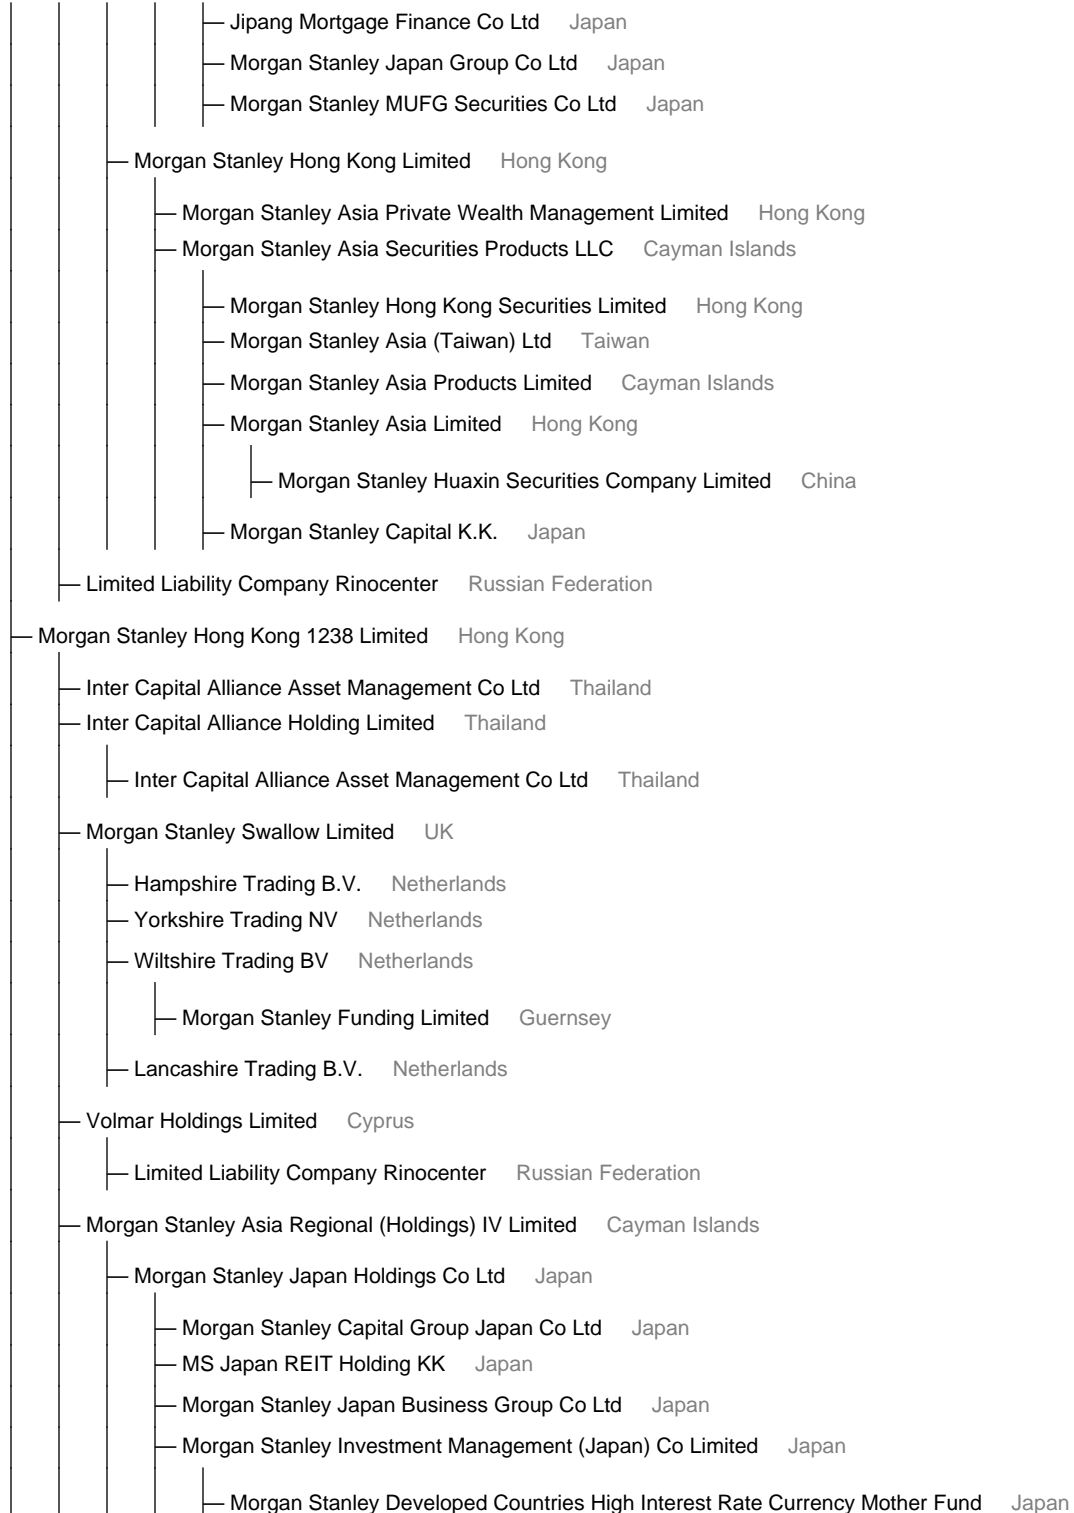 Jipang Mortgage Finance Co Ltd Japan
Morgan Stanley Japan Group Co Ltd Japan
Morgan Stanley MUFG Securities Co Ltd Japan
Morgan Stanley Hong Kong Limited Hong Kong
Morgan Stanley Asia Private Wealth Management Limited Hong Kong
Morgan Stanley Asia Securities Products LLC Cayman Islands
Morgan Stanley Hong Kong Securities Limited Hong Kong
Morgan Stanley Asia (Taiwan) Ltd Taiwan
Morgan Stanley Asia Products Limited Cayman Islands
Morgan Stanley Asia Limited Hong Kong
Morgan Stanley Huaxin Securities Company Limited China
Morgan Stanley Capital K.K. Japan
Limited Liability Company Rinocenter Russian Federation
Morgan Stanley Hong Kong 1238 Limited Hong Kong
Inter Capital Alliance Asset Management Co Ltd Thailand
Inter Capital Alliance Holding Limited Thailand
Inter Capital Alliance Asset Management Co Ltd Thailand
Morgan Stanley Swallow Limited UK
Hampshire Trading B.V. Netherlands
Yorkshire Trading NV Netherlands
Wiltshire Trading BV Netherlands
Morgan Stanley Funding Limited Guernsey
Lancashire Trading B.V. Netherlands
Volmar Holdings Limited Cyprus
Limited Liability Company Rinocenter Russian Federation
Morgan Stanley Asia Regional (Holdings) IV Limited Cayman Islands
Morgan Stanley Japan Holdings Co Ltd Japan
Morgan Stanley Capital Group Japan Co Ltd Japan
MS Japan REIT Holding KK Japan
Morgan Stanley Japan Business Group Co Ltd Japan
Morgan Stanley Investment Management (Japan) Co Limited Japan
Morgan Stanley Developed Countries High Interest Rate Currency Mother Fund Japan